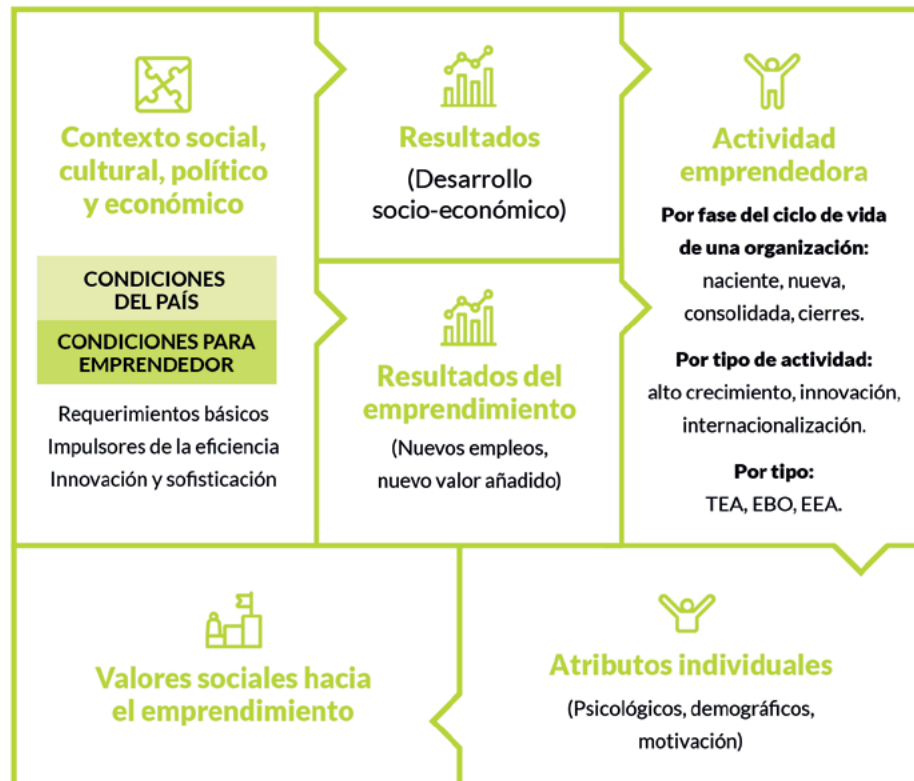 Contexto social,
cultural, político
y económico
CONDICIONES
DEL PAÍS
CONDICIONES PARA
EMPRENDEDOR
Requerimientos básicos
Impulsores de la eficiencia
Innovación y sofisticación
Resultados
(Desarrollo
socio-económico)
Resultados del
emprendimiento
(Nuevos empleos,
nuevo valor añadido)
Actividad
emprendedora
Por fase del ciclo de vida
de una organización:
naciente, nueva,
consolidada, cierres.
Por tipo de actividad:
alto crecimiento, innovación,
internacionalización.
Por tipo:
TEA, EBO, EEA.
Valores sociales hacia
el emprendimiento
Atributos individuales
(Psicológicos, demográficos,
motivación)